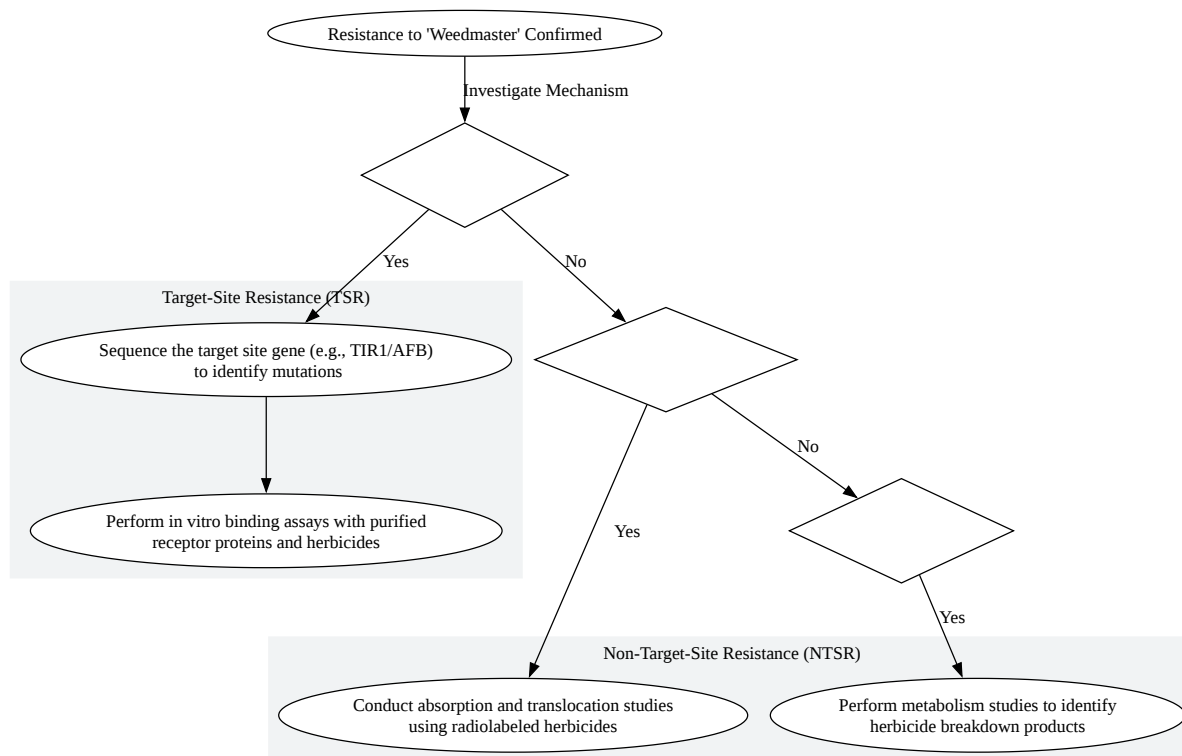 Resistance to 'Weedmaster' Confirmed
Investigate Mechanism
Yes
No
Target-Site Resistance (TSR)
Sequence the target site gene (e.g., TIR1/AFB)
to identify mutations
No
Perform in vitro binding assays with purified
receptor proteins and herbicides
Yes
Yes
Non-Target-Site Resistance (NTSR)
Conduct absorption and translocation studies
using radiolabeled herbicides
Perform metabolism studies to identify
herbicide breakdown products